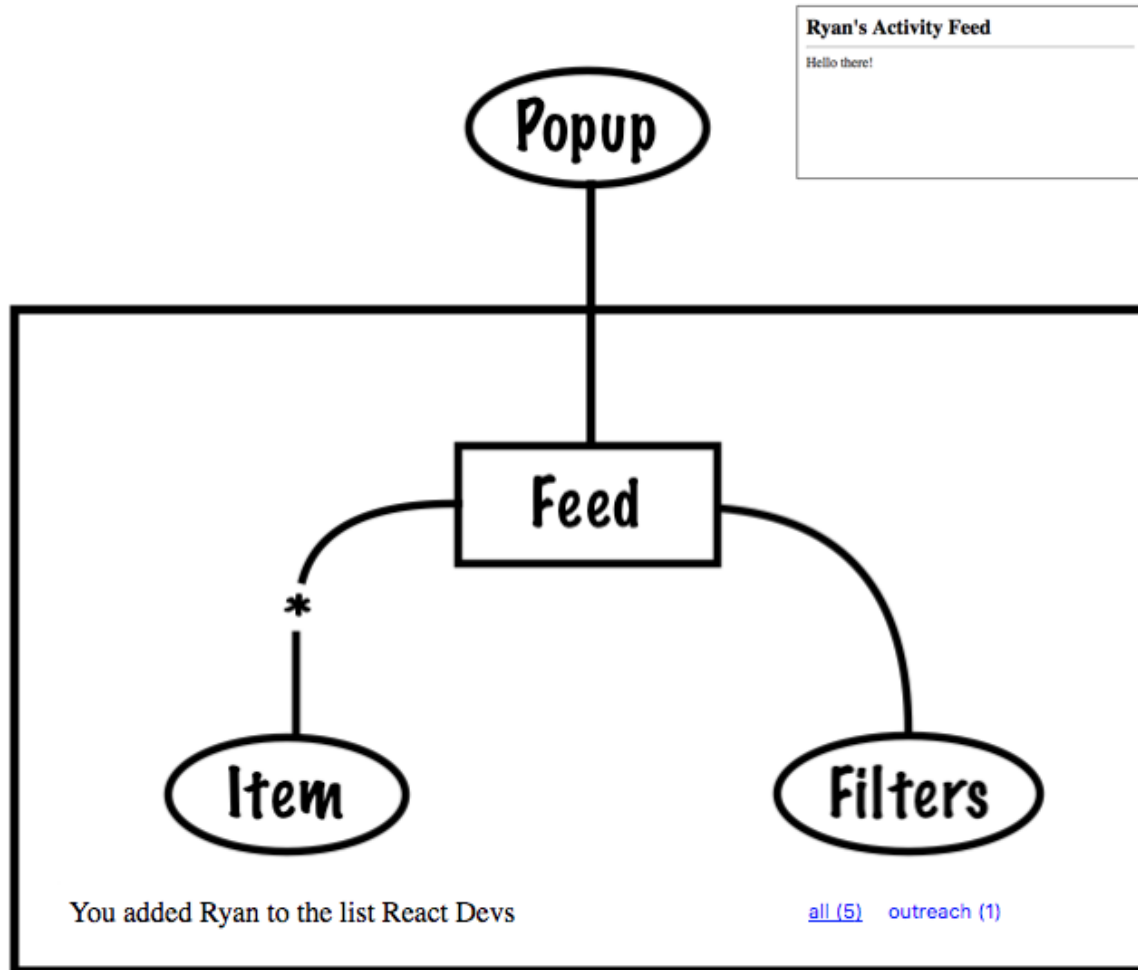 Ryan's Activity Feed
Hello there!
Popup
Feed
*
Item
Filters
You added Ryan to the list React Devs
all (5) outreach (1)